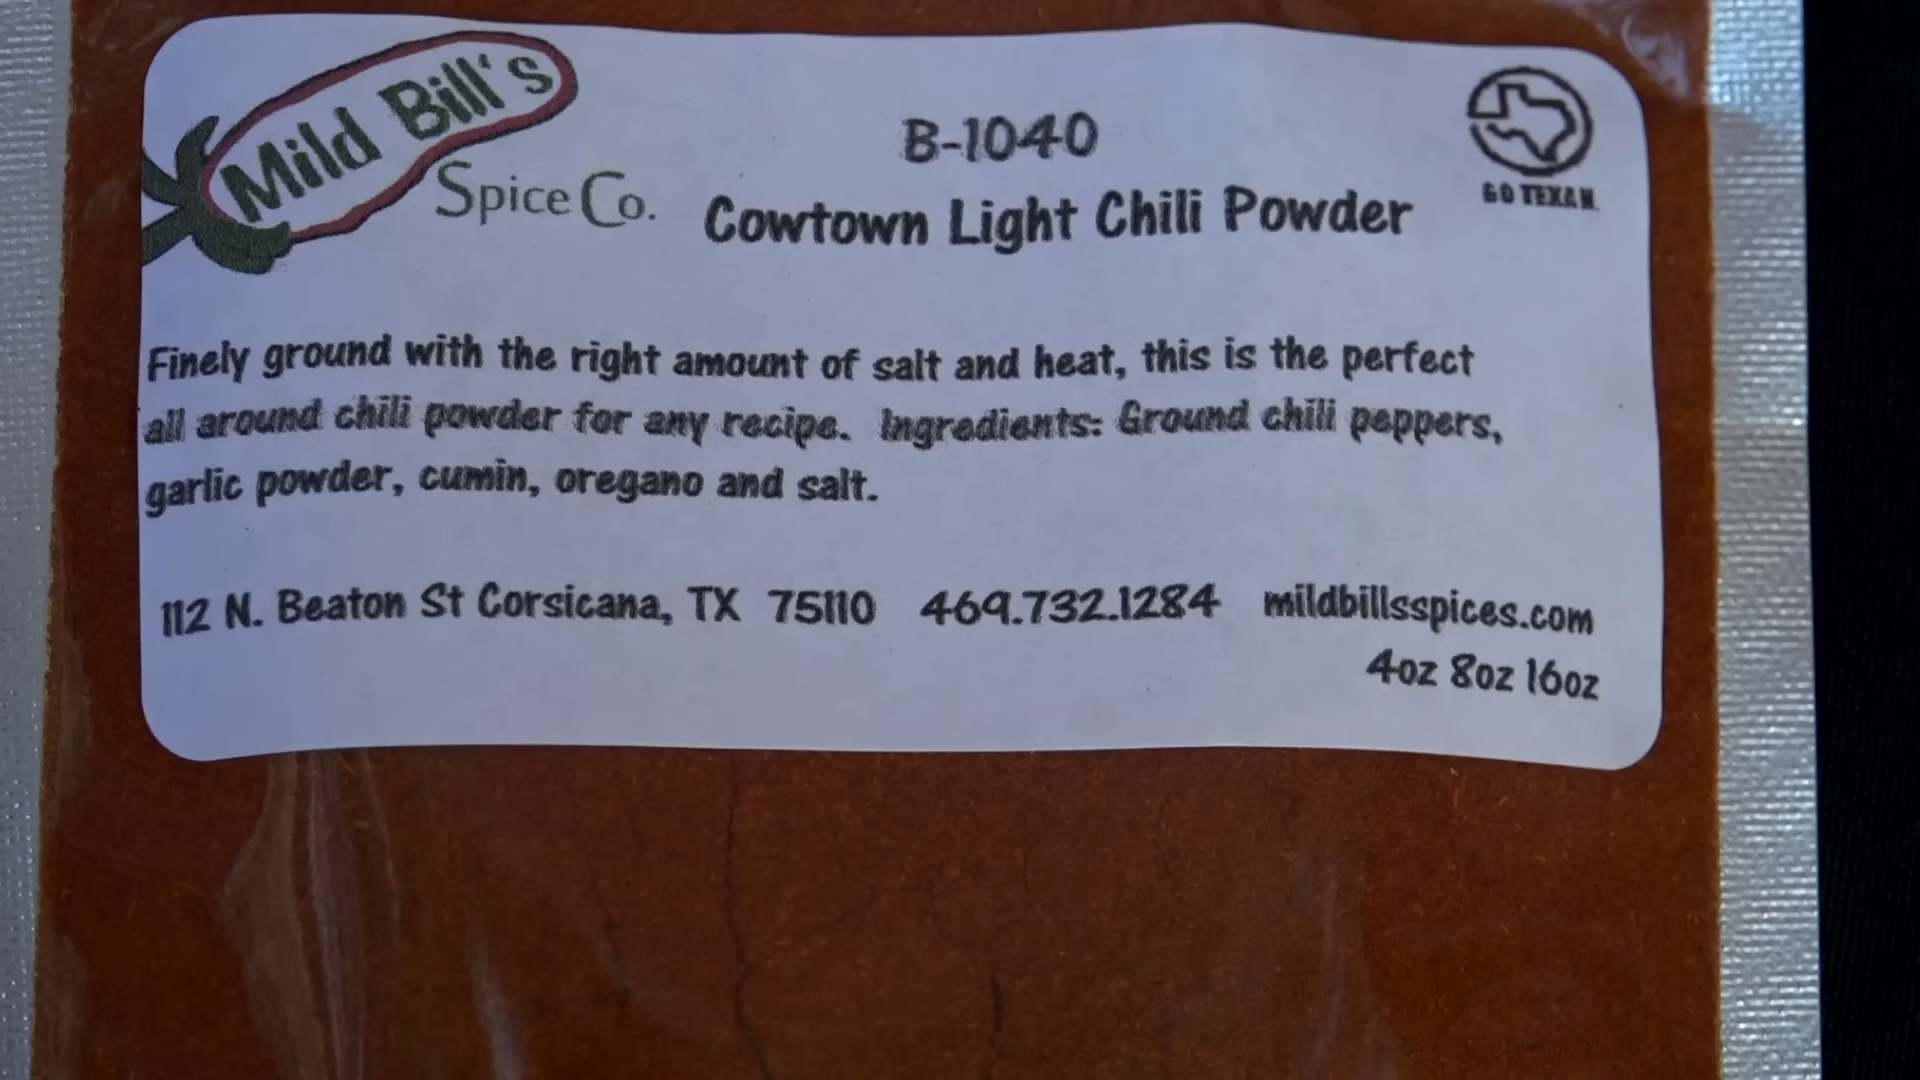 Mild Bill's
Spice Co.
B-1040
Cowtown Light Chili Powder
GO TEXAN.
Finely ground with the right amount of salt and heat, this is the perfect
all around chili powder for any recipe. Ingredients: Ground chili peppers,
garlic powder, cumin, oregano and salt.
112 N. Beaton St Corsicana, TX 75110 469.732.1284 mildbillsspices.com
4oz 8oz 16oz